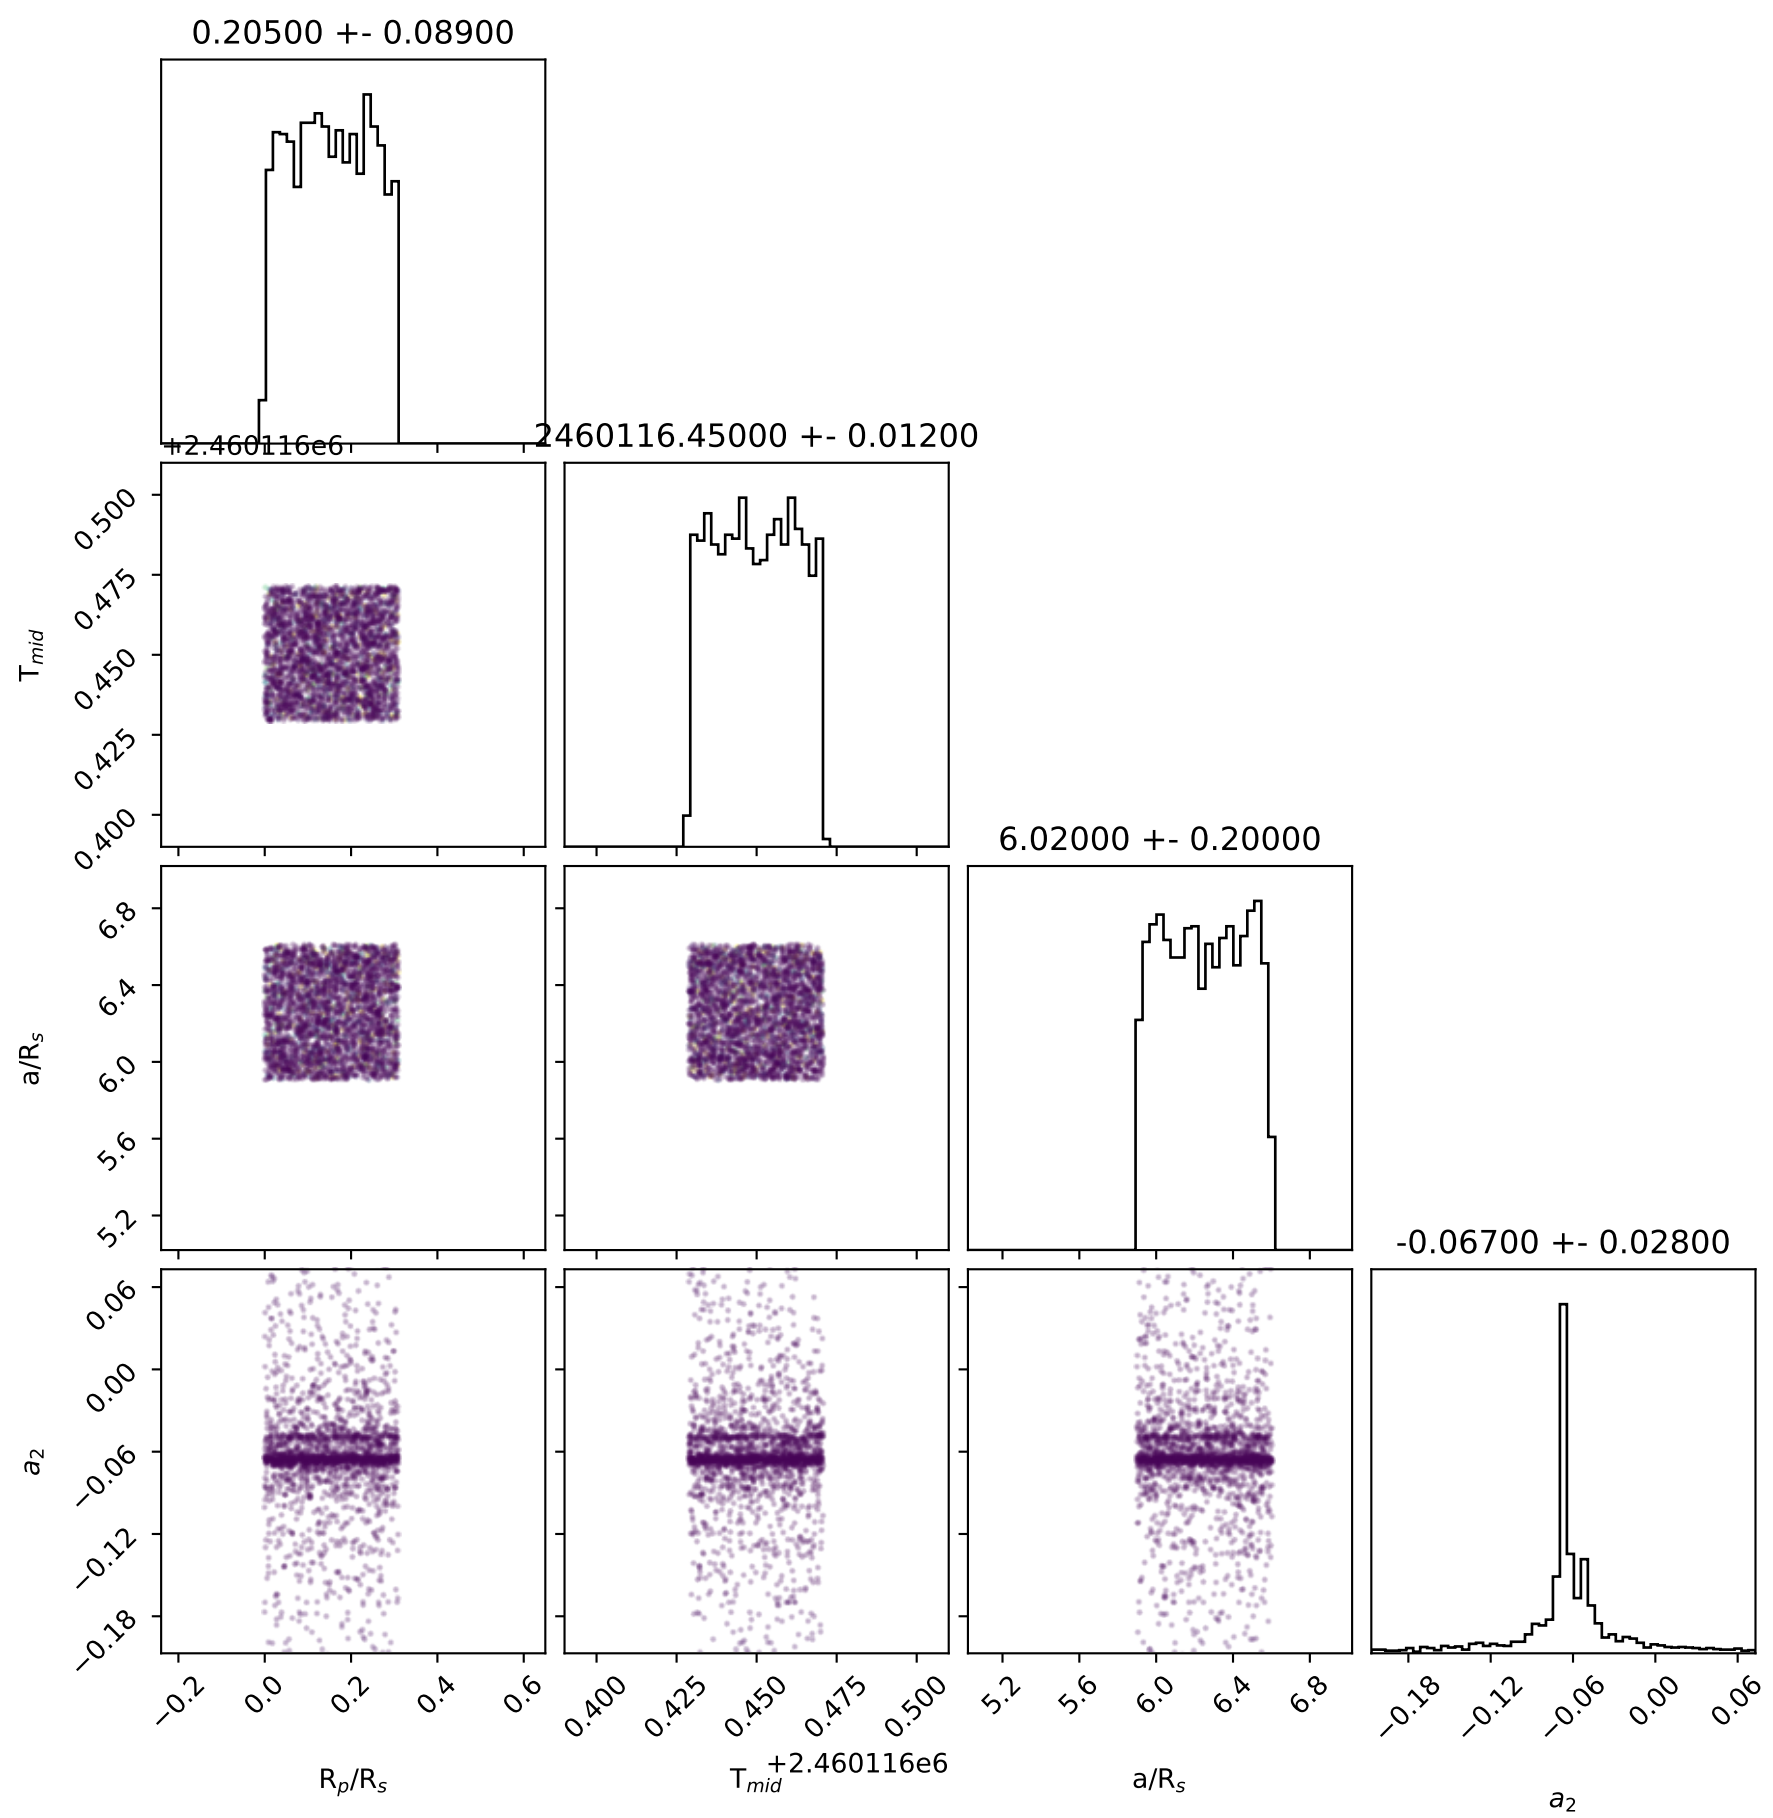 0.20500 +- 0.08900
+2.460116e6
2460116.45000 +- 0.01200
0.500
0.475
0.450
0.425
0.400
T_mid
6.02000 +- 0.20000
6.8
6.4
6.0
5.6
5.2
a/R_s
-0.06700 +- 0.02800
0.06
0.00
−0.06
−0.12
−0.18
a_2
−0.2 0.0 0.2 0.4 0.6
0.400 0.425 0.450 0.475 0.500
5.2 5.6 6.0 6.4 6.8
−0.18 −0.12 −0.06 0.00 0.06
+2.460116e6
R_p/R_s
T_mid
a/R_s
a_2